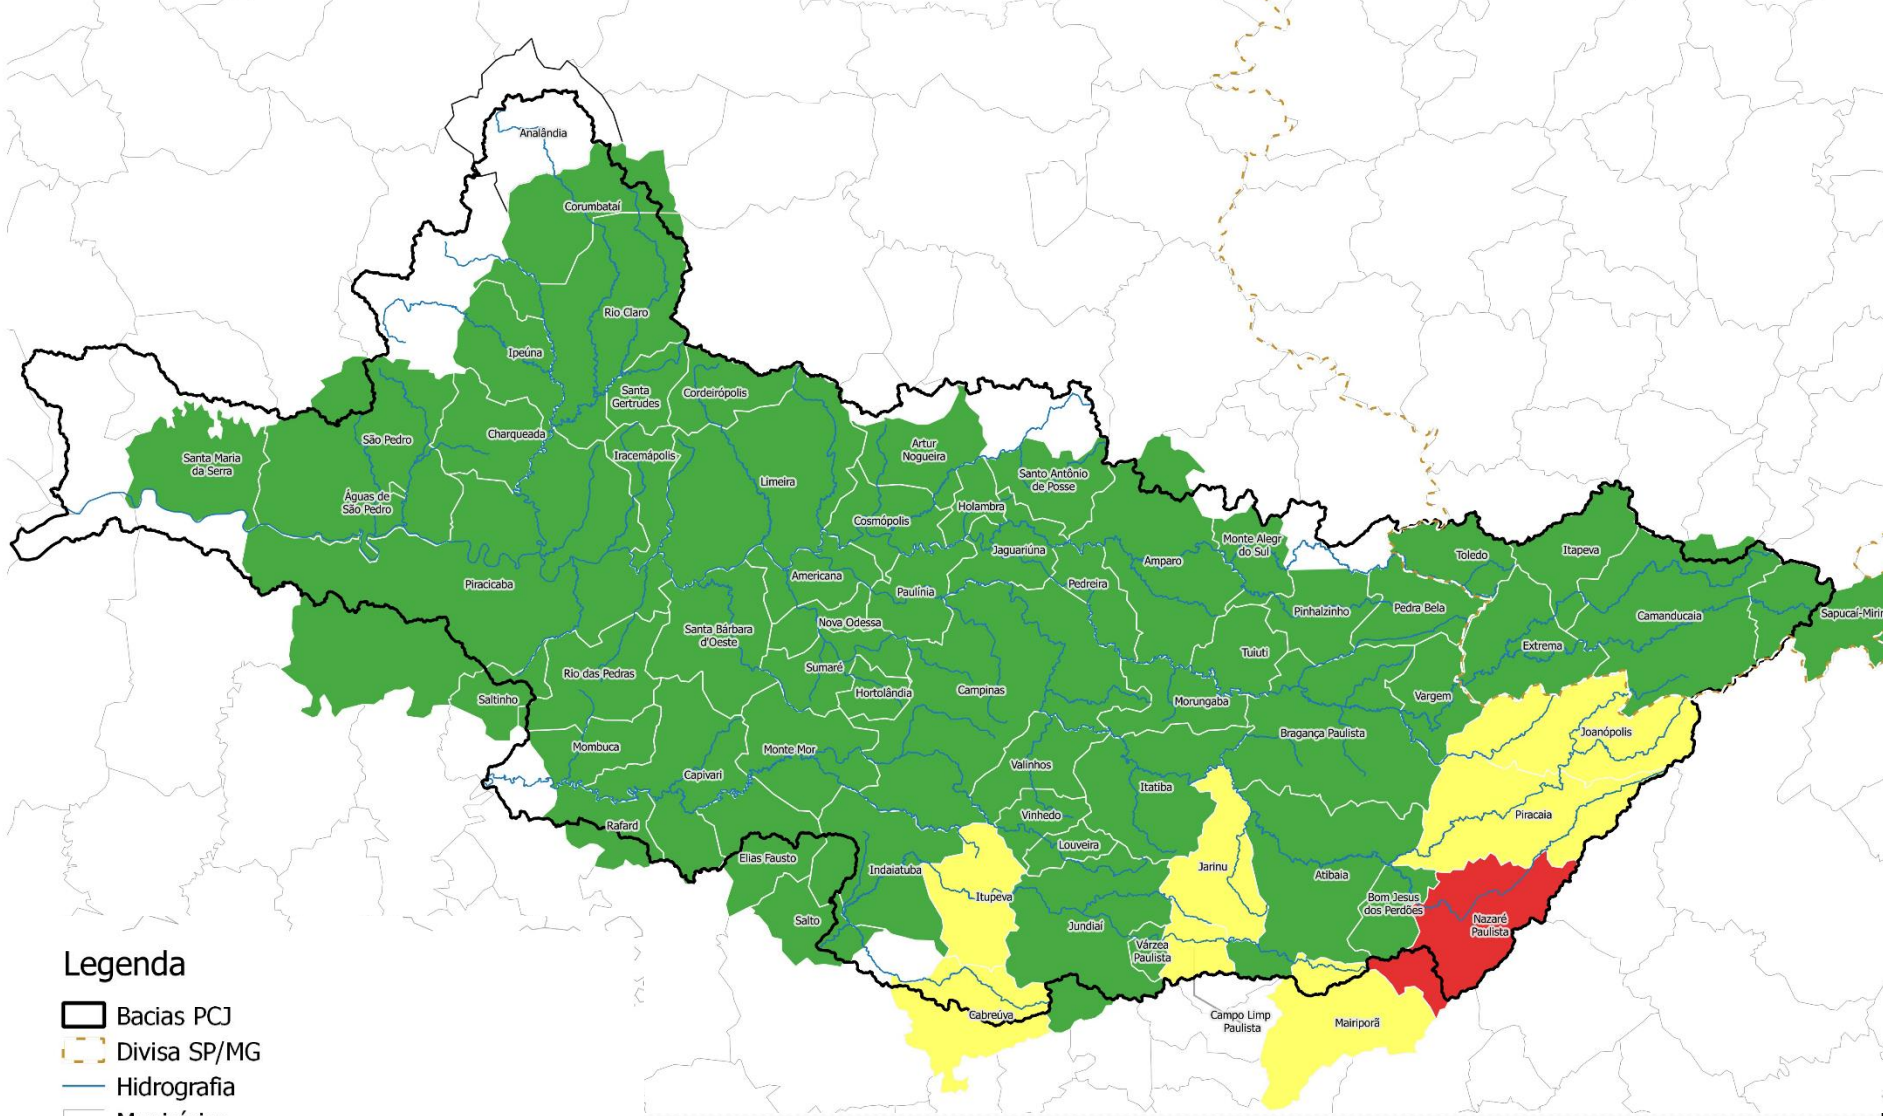 Analândia
Corumbataí
Rio Claro
Ipeúna
Santa
Gertrudes
Cordeirópolis
São Pedro
Charqueada
Iracemápolis
Artur
Nogueira
Santa Maria
da Serra
Limeira
Santo Antônio
de Posse
Águas de
São Pedro
Holambra
Cosmópolis
Monte Alegr
do Sul
Jaguariúna
Toledo
Itapeva
Amparo
Americana
Piracicaba
Paulínia
Pedreira
Pinhalzinho
Pedra Bela
Camanducaia
Sapucaí-Mirin
Nova Odessa
Santa Bárbara
d'Oeste
Extrema
Tuiuti
Sumaré
Rio das Pedras
Hortolândia
Campinas
Saltinho
Morungaba
Vargem
Bragança Paulista
Joanópolis
Mombuca
Monte Mor
Valinhos
Capivari
Itatiba
Vinhedo
Piracaia
Rafard
Louveira
Elias Fausto
Indaiatuba
Jarinu
Atibaia
Itupeva
Bom Jesus
dos Perdões
Salto
Jundiaí
Nazaré
Paulista
Várzea
Paulista
Cabreúva
Campo Limp
Paulista
Mairiporã
Legenda
Bacias PCJ
Divisa SP/MG
Hidrografia